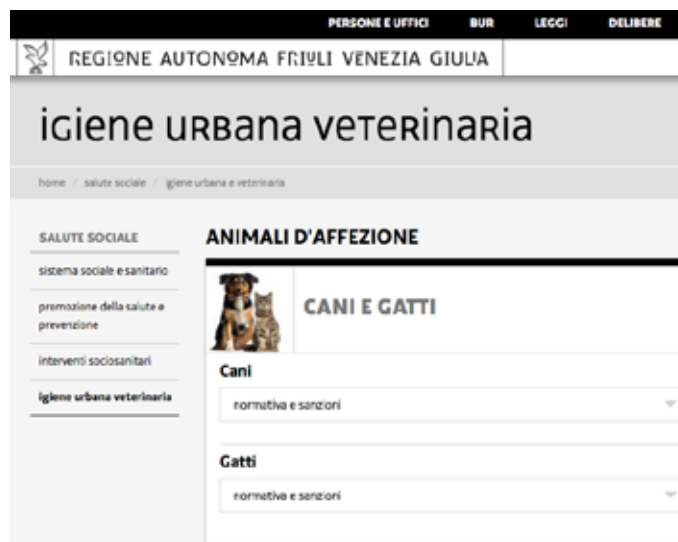 PERSONE E UFFICI BUR LEGGI DELIBERE
REGIONE AUTONOMA FRIULI VENEZIA GIULIA
iGiene uRBana veTeRinaRia
home / salute sociale / igiene urbana e veterinaria
SALUTE SOCIALE
sistema sociale e sanitario
promozione della salute e
prevenzione
interventi sociosanitari
igiene urbana veterinaria
ANIMALI D'AFFEZIONE
CANI E GATTI
Cani
normativa e sanzioni
Gatti
normativa e sanzioni